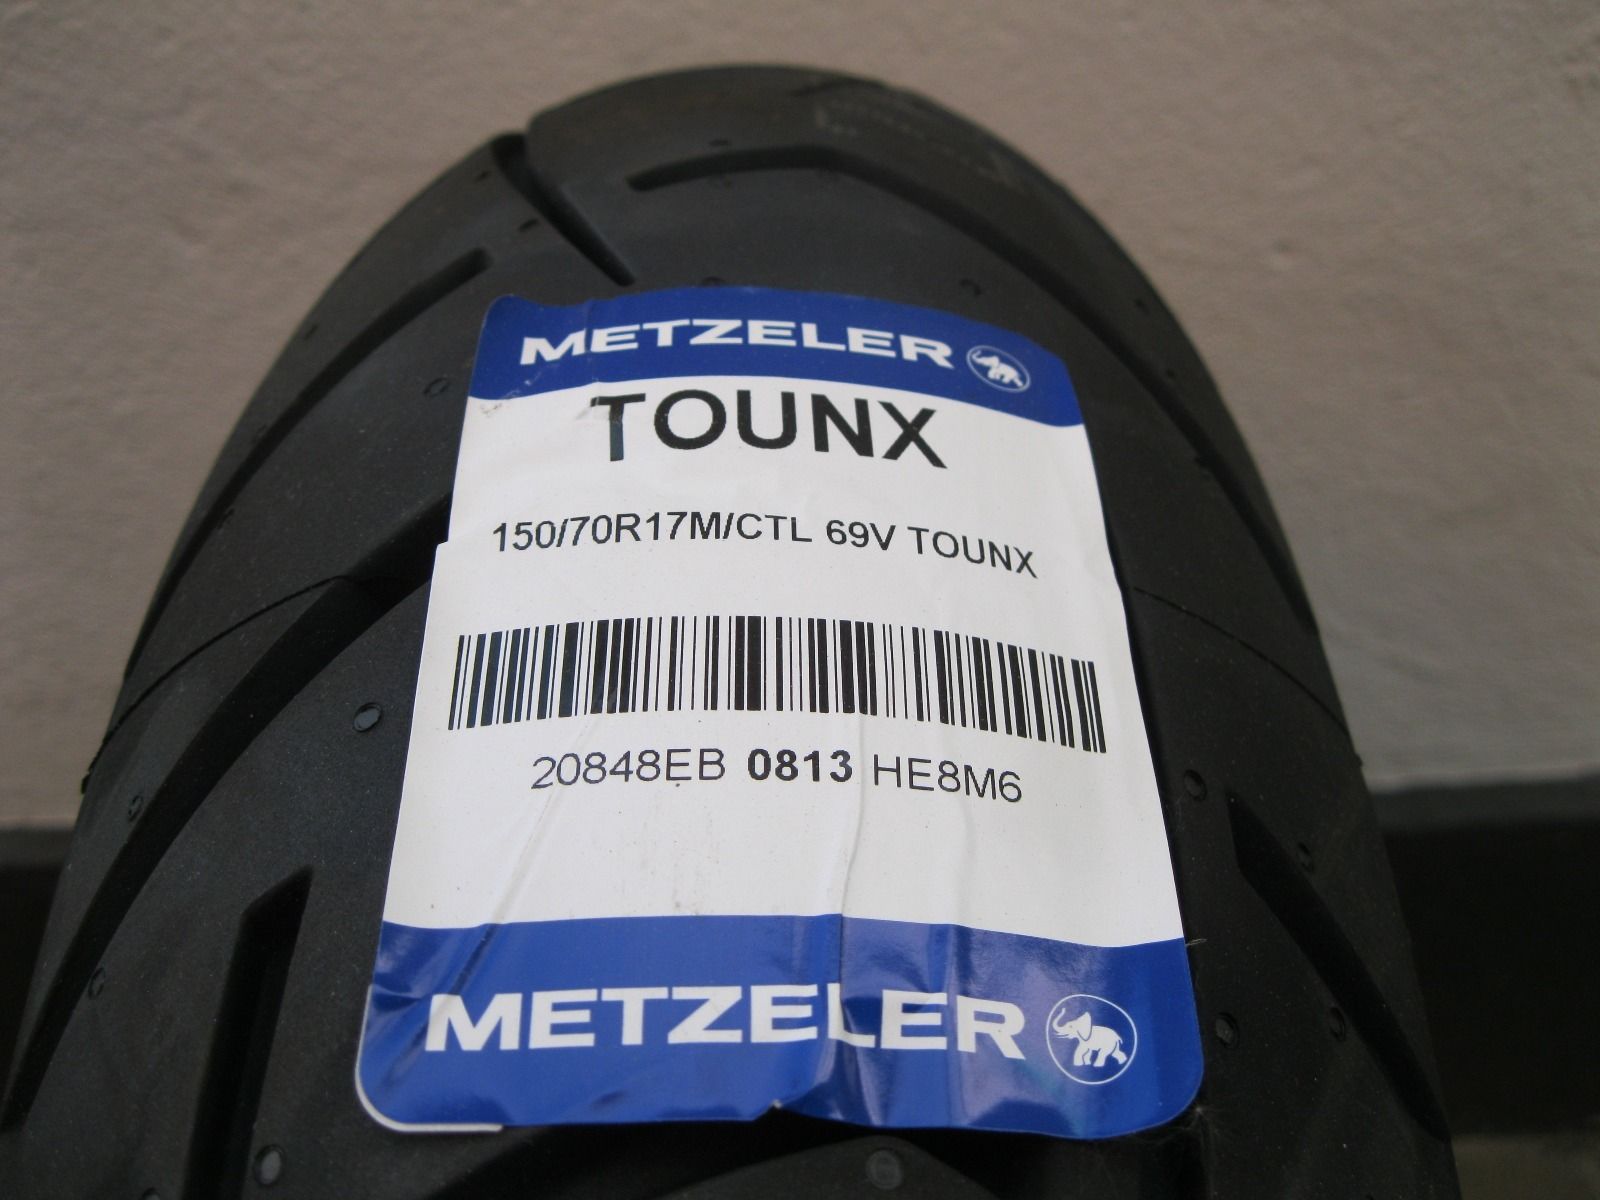 METZELER
TOUNX
150/70R17M/CTL 69V TOUNX
20848EB 0813 HE8M6
METZELER